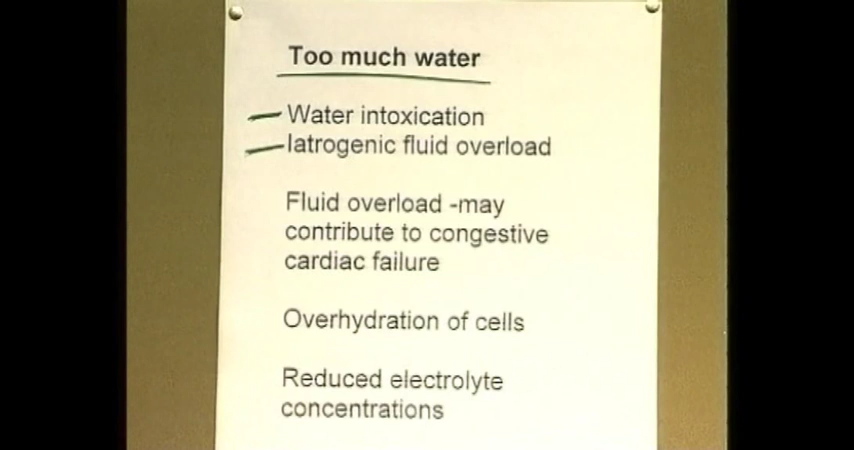 Too much water
Water intoxication
Iatrogenic fluid overload
Fluid overload -may
contribute to congestive
cardiac failure
Overhydration of cells
Reduced electrolyte
concentrations